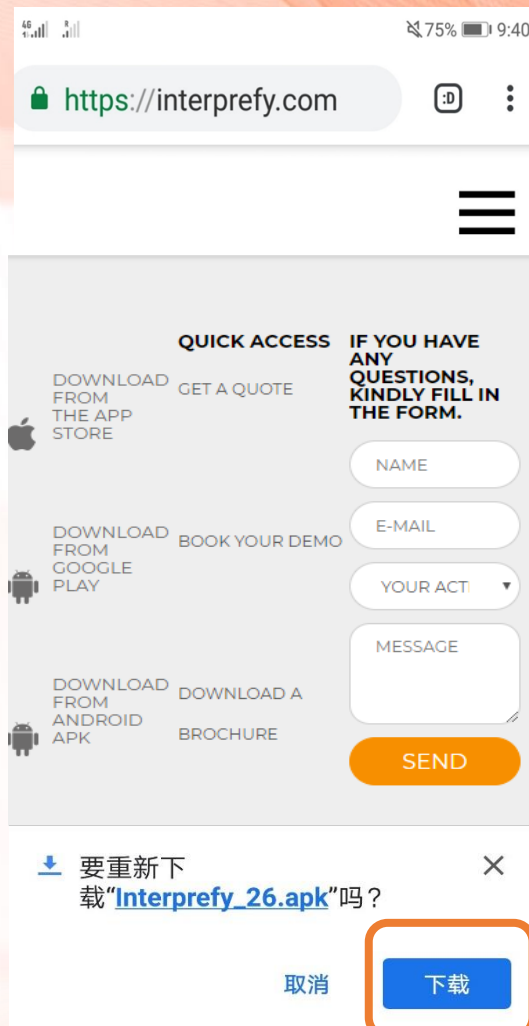 4G R 75% 9:40
https://interprefy.com :D
QUICK ACCESS
IF YOU HAVE
ANY
QUESTIONS,
KINDLY FILL IN
THE FORM.
DOWNLOAD
FROM
THE APP
STORE
GET A QUOTE
NAME
E-MAIL
DOWNLOAD
FROM
GOOGLE
PLAY
BOOK YOUR DEMO
YOUR ACTI
MESSAGE
DOWNLOAD
FROM
ANDROID
APK
DOWNLOAD A
BROCHURE
SEND
要重新下
载“Interprefy_26.apk”吗?
取消
下载